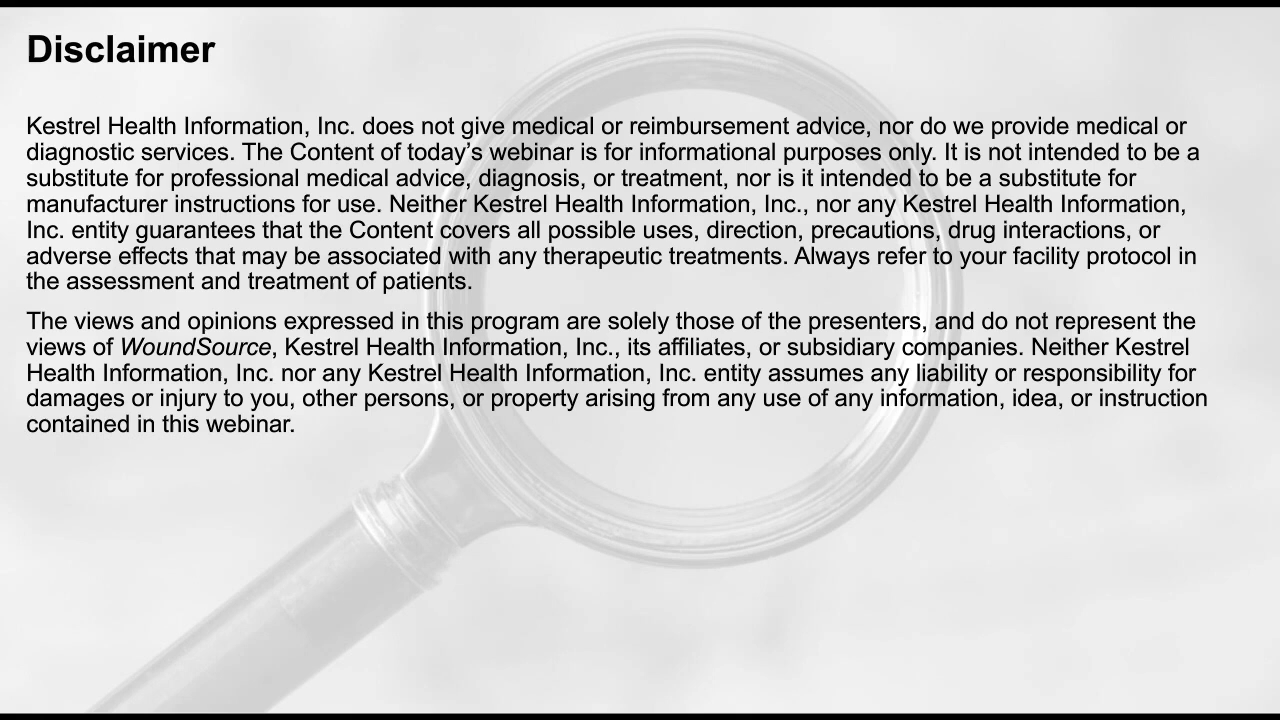 Disclaimer
Kestrel Health Information, Inc. does not give medical or reimbursement advice, nor do we provide medical or
diagnostic services. The Content of today’s webinar is for informational purposes only. It is not intended to be a
substitute for professional medical advice, diagnosis, or treatment, nor is it intended to be a substitute for
manufacturer instructions for use. Neither Kestrel Health Information, Inc., nor any Kestrel Health Information,
Inc. entity guarantees that the Content covers all possible uses, direction, precautions, drug interactions, or
adverse effects that may be associated with any therapeutic treatments. Always refer to your facility protocol in
the assessment and treatment of patients.
The views and opinions expressed in this program are solely those of the presenters, and do not represent the
views of WoundSource, Kestrel Health Information, Inc., its affiliates, or subsidiary companies. Neither Kestrel
Health Information, Inc. nor any Kestrel Health Information, Inc. entity assumes any liability or responsibility for
damages or injury to you, other persons, or property arising from any use of any information, idea, or instruction
contained in this webinar.